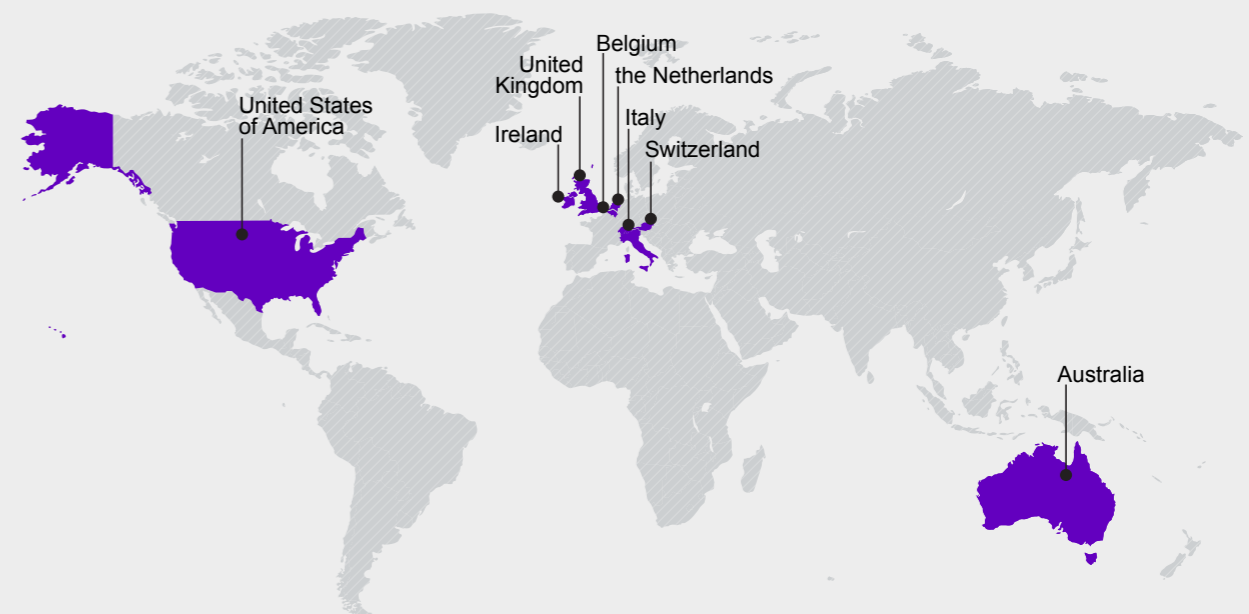 Belgium
United
Kingdom
the Netherlands
United States
of America
Italy
Ireland
Switzerland
Australia